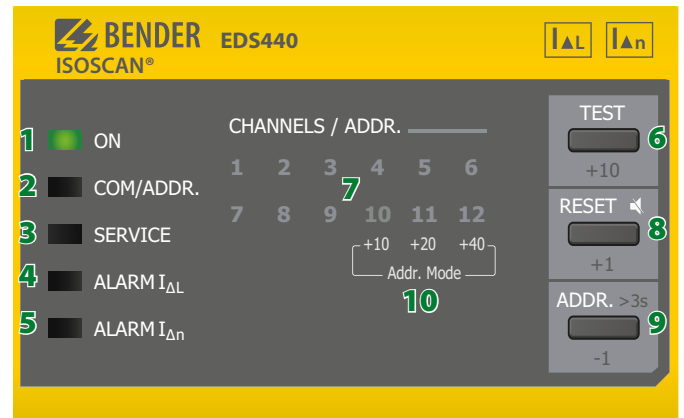 BENDER EDS440
ISOSCAN®
IΔL IΔn
CHANNELS / ADDR.
1 ON
2 COM/ADDR.
3 SERVICE
4 ALARM IΔL
5 ALARM IΔn
1 2 3 4 5 6
7
7 8 9 10 11 12
+10 +20 +40
Addr. Mode
10
TEST
6
+10
RESET
8
+1
ADDR. >3s
9
-1